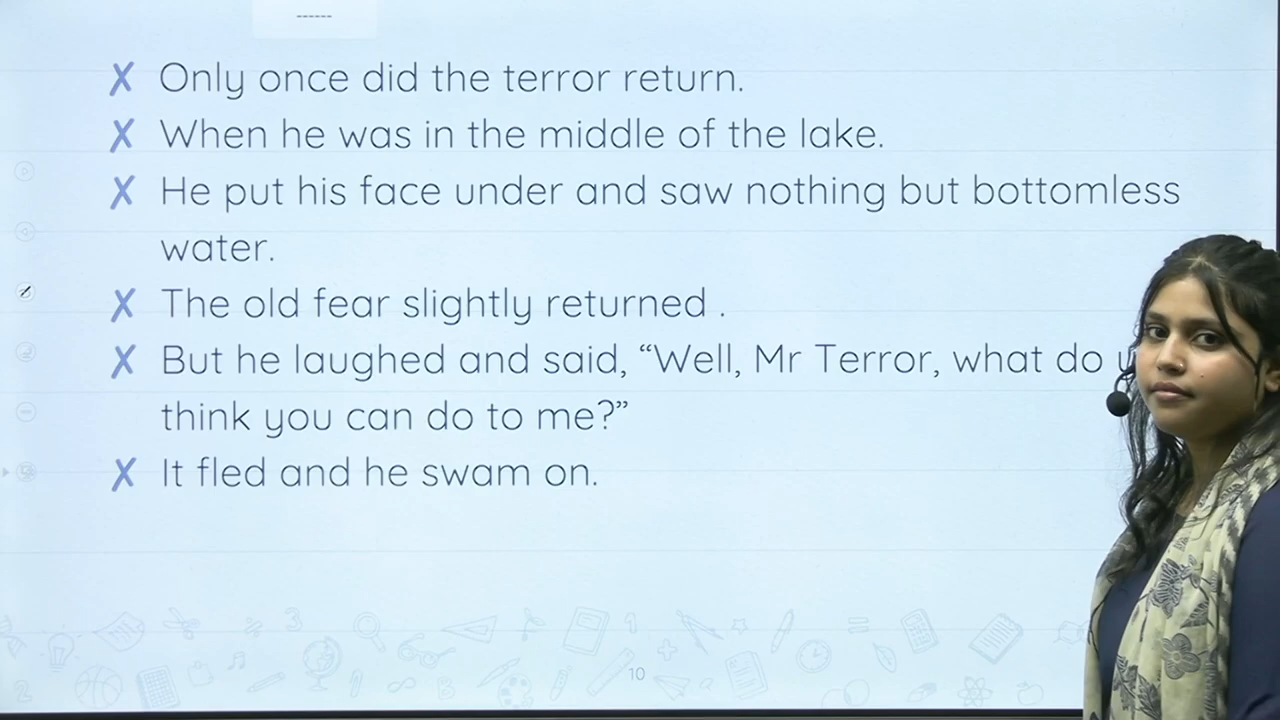 ------
X Only once did the terror return.
X When he was in the middle of the lake.
X He put his face under and saw nothing but bottomless
water.
X The old fear slightly returned .
X But he laughed and said, “Well, Mr Terror, what do
think you can do to me?”
X It fled and he swam on.
10